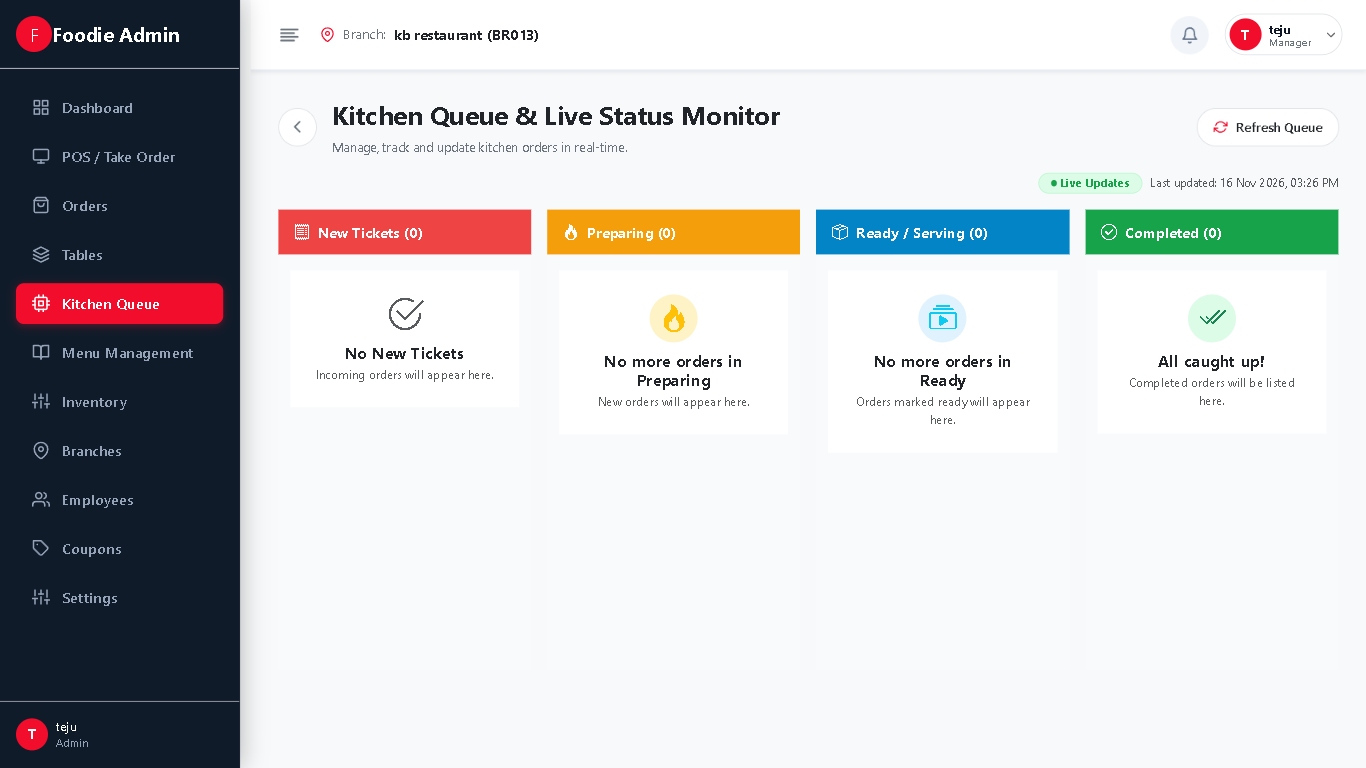 F Foodie Admin
Dashboard
POS / Take Order
Orders
Tables
Kitchen Queue
Menu Management
Inventory
Branches
Employees
Coupons
Settings
T teju
Admin
Branch: kb restaurant (BR013)
T teju
Manager
Kitchen Queue & Live Status Monitor
Manage, track and update kitchen orders in real-time.
Refresh Queue
Live Updates Last updated: 16 Nov 2026, 03:26 PM
New Tickets (0)
No New Tickets
Incoming orders will appear here.
Preparing (0)
No more orders in
Preparing
New orders will appear here.
Ready / Serving (0)
No more orders in
Ready
Orders marked ready will appear
here.
Completed (0)
All caught up!
Completed orders will be listed
here.